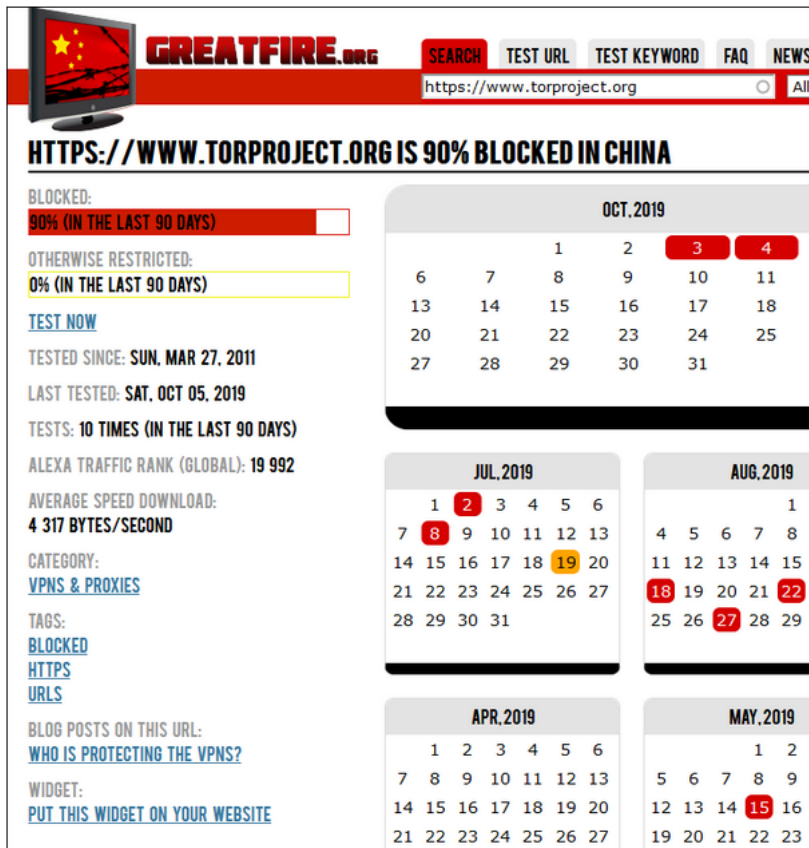 GREATFIRE.ORG
SEARCH TEST URL TEST KEYWORD FAQ NEWS
https://www.torproject.org All
HTTPS://WWW.TORPROJECT.ORG IS 90% BLOCKED IN CHINA
BLOCKED:
90% (IN THE LAST 90 DAYS)
OTHERWISE RESTRICTED:
0% (IN THE LAST 90 DAYS)
TEST NOW
TESTED SINCE: SUN, MAR 27, 2011
LAST TESTED: SAT, OCT 05, 2019
TESTS: 10 TIMES (IN THE LAST 90 DAYS)
ALEXA TRAFFIC RANK (GLOBAL): 19 992
AVERAGE SPEED DOWNLOAD:
4 317 BYTES/SECOND
CATEGORY:
VPNS & PROXIES
TAGS:
BLOCKED
HTTPS
URLS
BLOG POSTS ON THIS URL:
WHO IS PROTECTING THE VPNS?
WIDGET:
PUT THIS WIDGET ON YOUR WEBSITE
OCT, 2019
1 2 3 4
6 7 8 9 10 11
13 14 15 16 17 18
20 21 22 23 24 25
27 28 29 30 31
JUL, 2019
1 2 3 4 5 6
7 8 9 10 11 12 13
14 15 16 17 18 19 20
21 22 23 24 25 26 27
28 29 30 31
AUG, 2019
1
4 5 6 7 8
11 12 13 14 15
18 19 20 21 22
25 26 27 28 29
APR, 2019
1 2 3 4 5 6
7 8 9 10 11 12 13
14 15 16 17 18 19 20
21 22 23 24 25 26 27
MAY, 2019
1 2
5 6 7 8 9
12 13 14 15 16
19 20 21 22 23